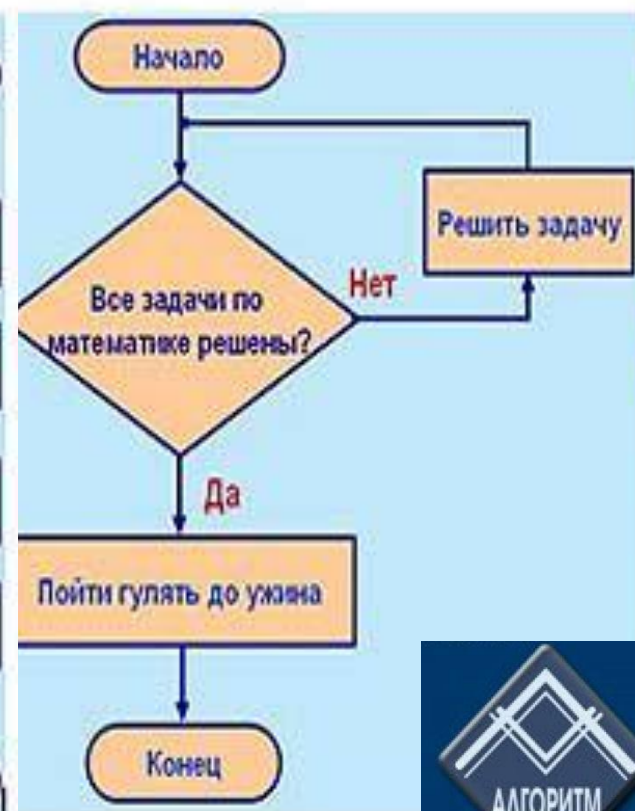 Начало
Решить задачу
Нет
Все задачи по
математике решены?
Да
Пойти гулять до ужина
Конец
АЛГОРИТМ